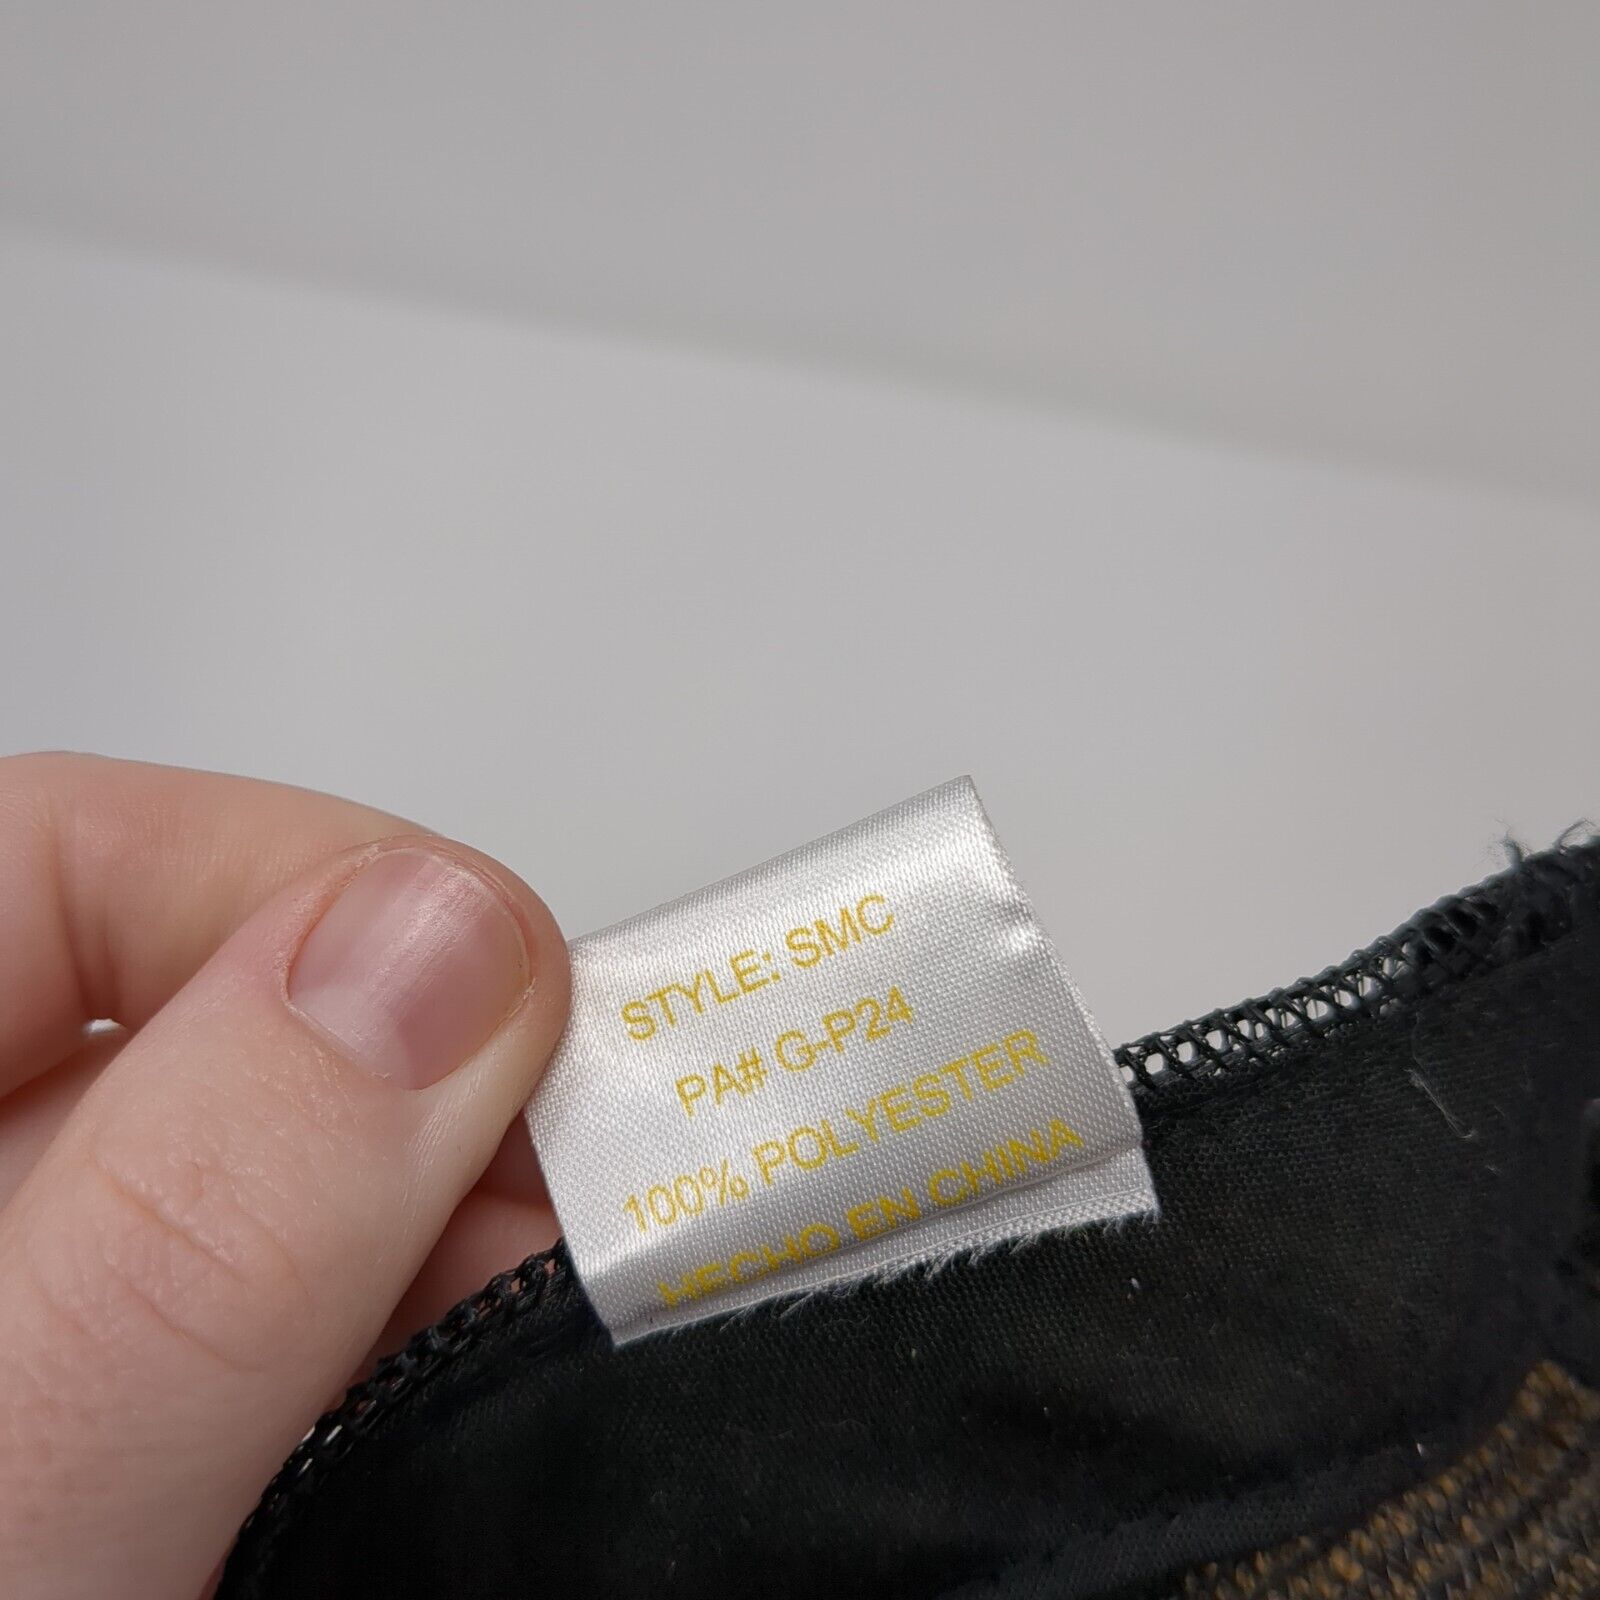 STYLE: SMC
PA# G-P24
100% POLYESTER
HECHO EN CHINA